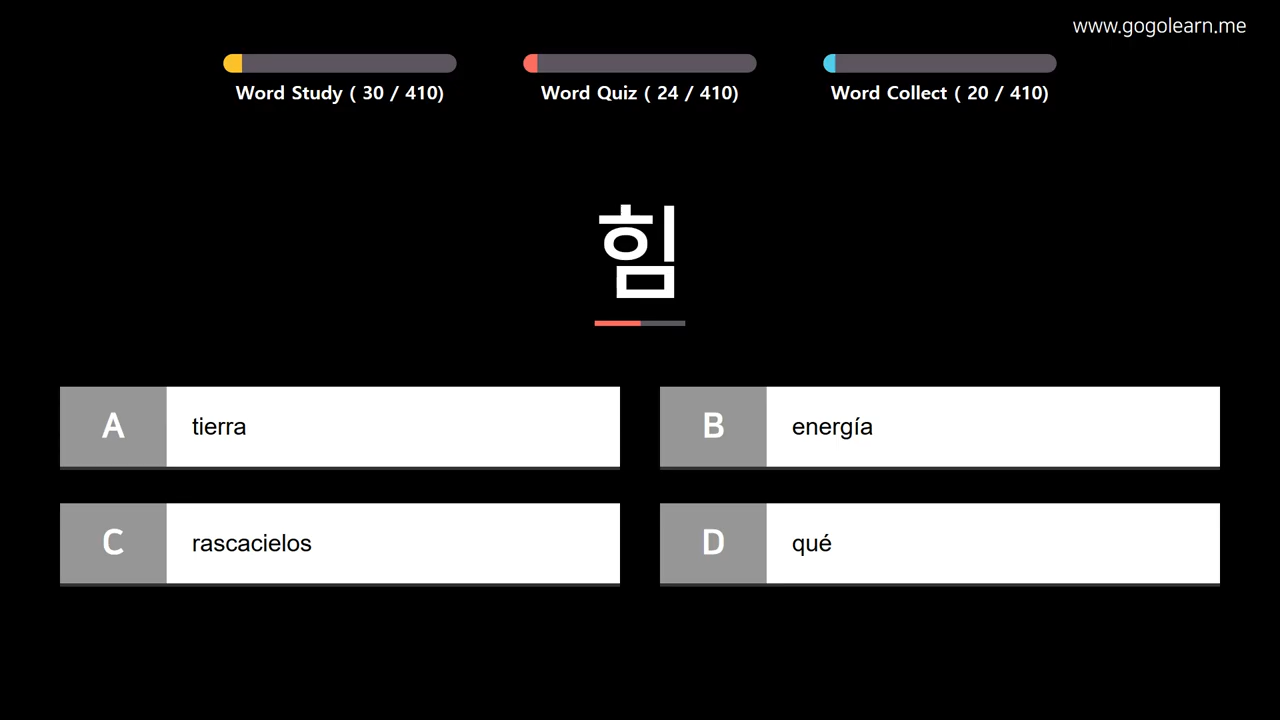 www.gogolearn.me
Word Study ( 30 / 410)
Word Quiz ( 24 / 410)
Word Collect ( 20 / 410)
힘
A tierra
B energía
C rascacielos
D qué